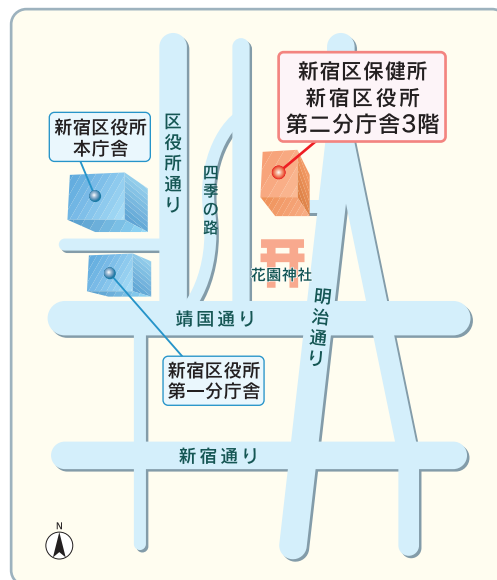 新宿区保健所
新宿区役所
第二分庁舎3階
新宿区役所
本庁舎
区役所通り
四季の路
花園神社
靖国通り
明治通り
新宿区役所
第一分庁舎
新宿通り
N